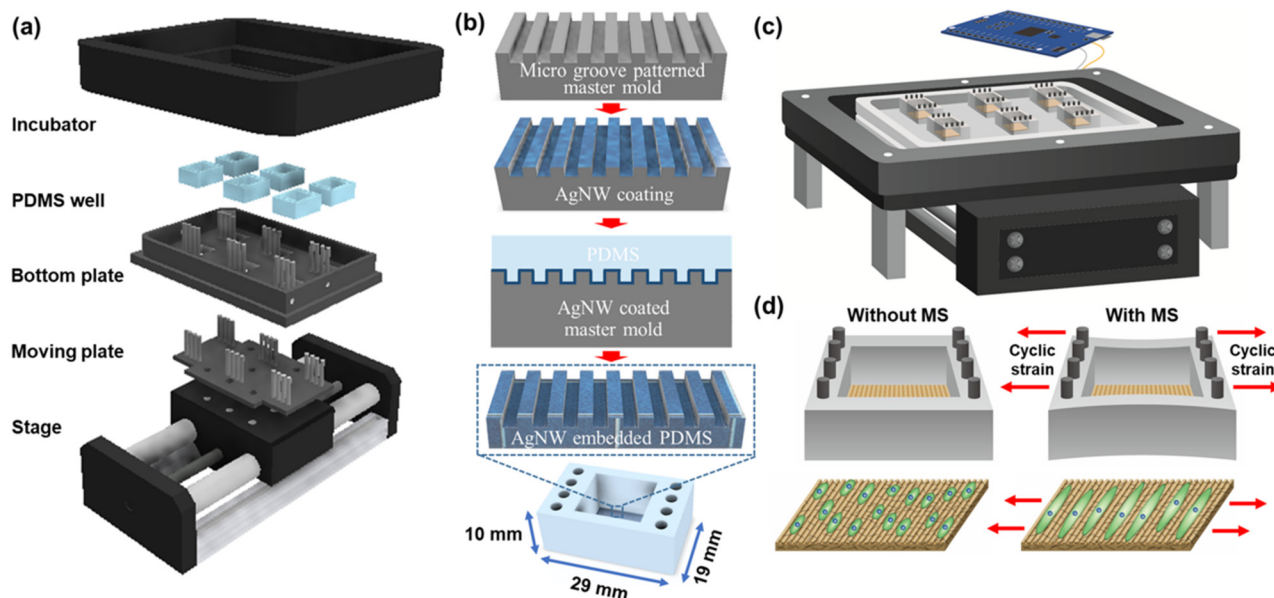 (a)
Incubator
PDMS well
Bottom plate
Moving plate
Stage
(b)
Micro groove patterned
master mold
AgNW coating
PDMS
AgNW coated
master mold
AgNW embedded PDMS
10 mm
29 mm
19 mm
(c)
(d)
Without MS
With MS
Cyclic
strain
Cyclic
strain